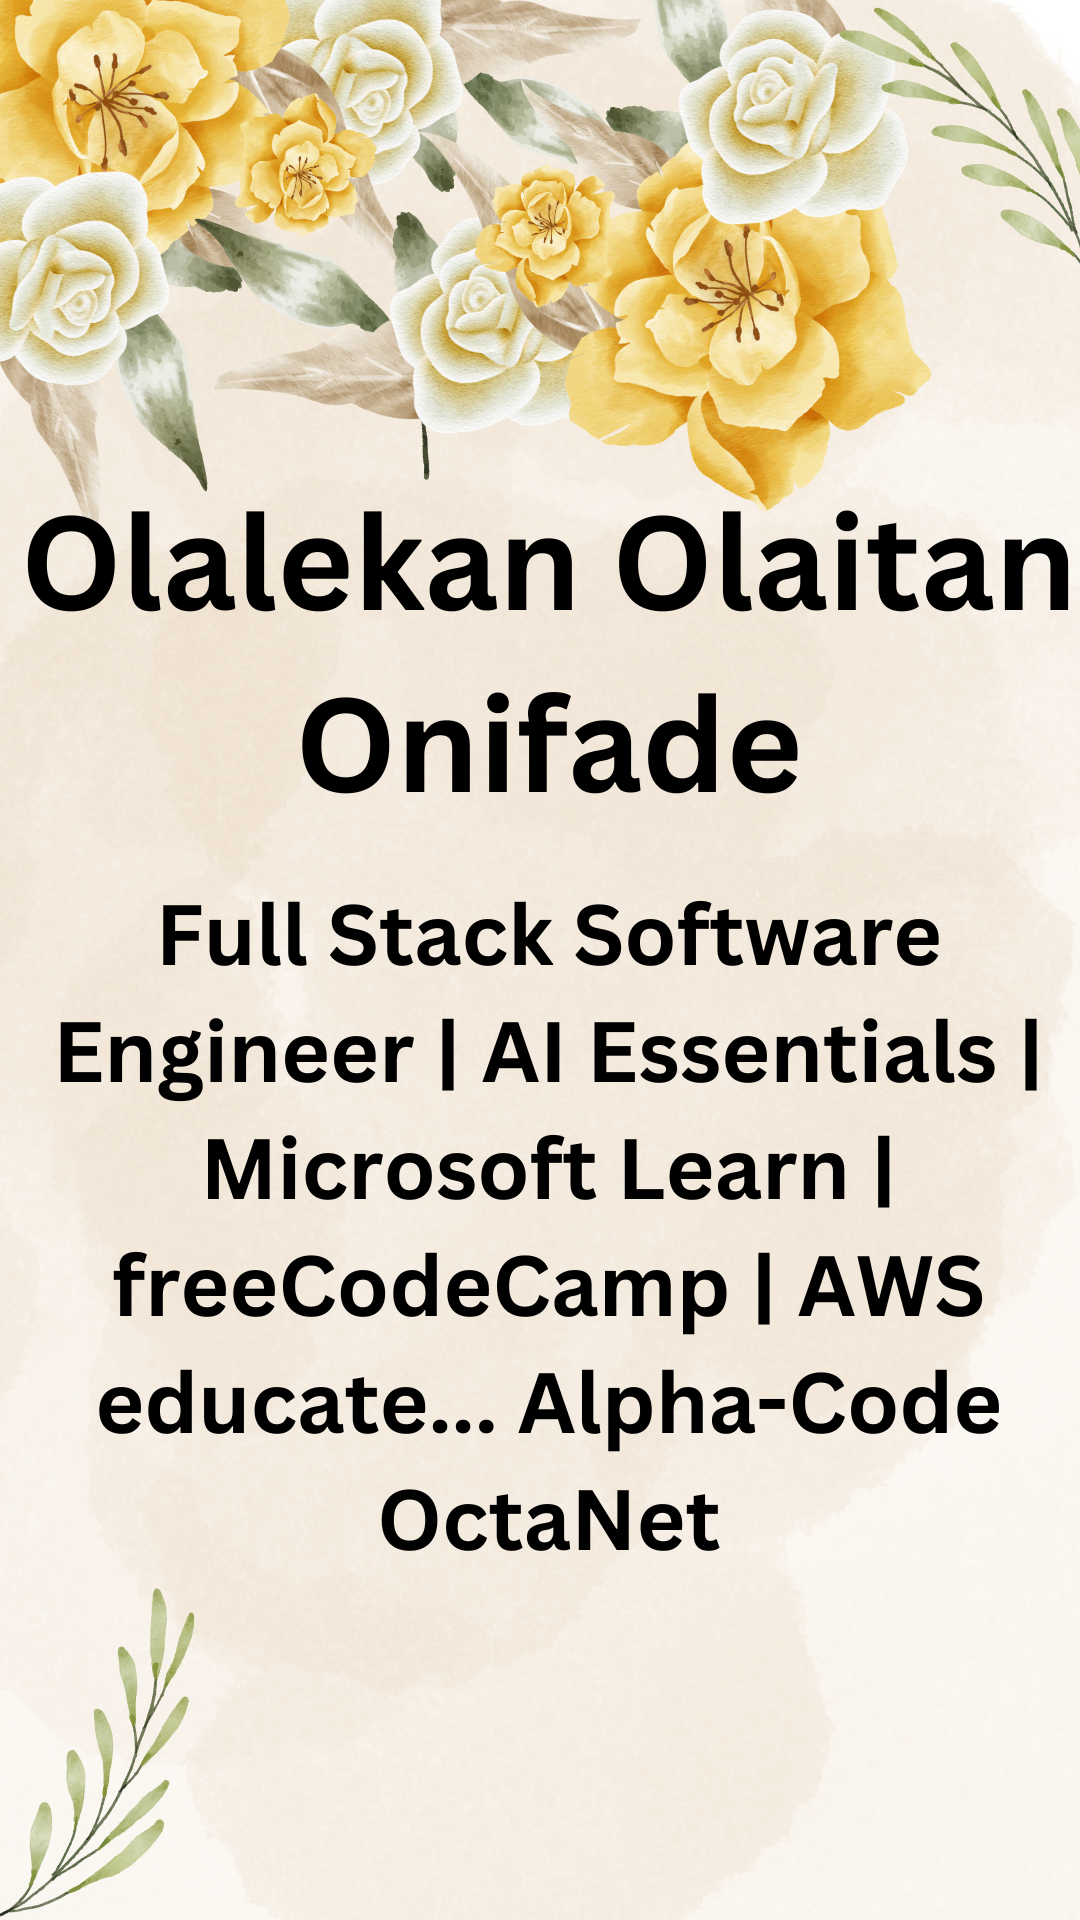 Olalekan Olaitan
Onifade
Full Stack Software
Engineer | AI Essentials |
Microsoft Learn |
freeCodeCamp | AWS
educate... Alpha-Code
OctaNet